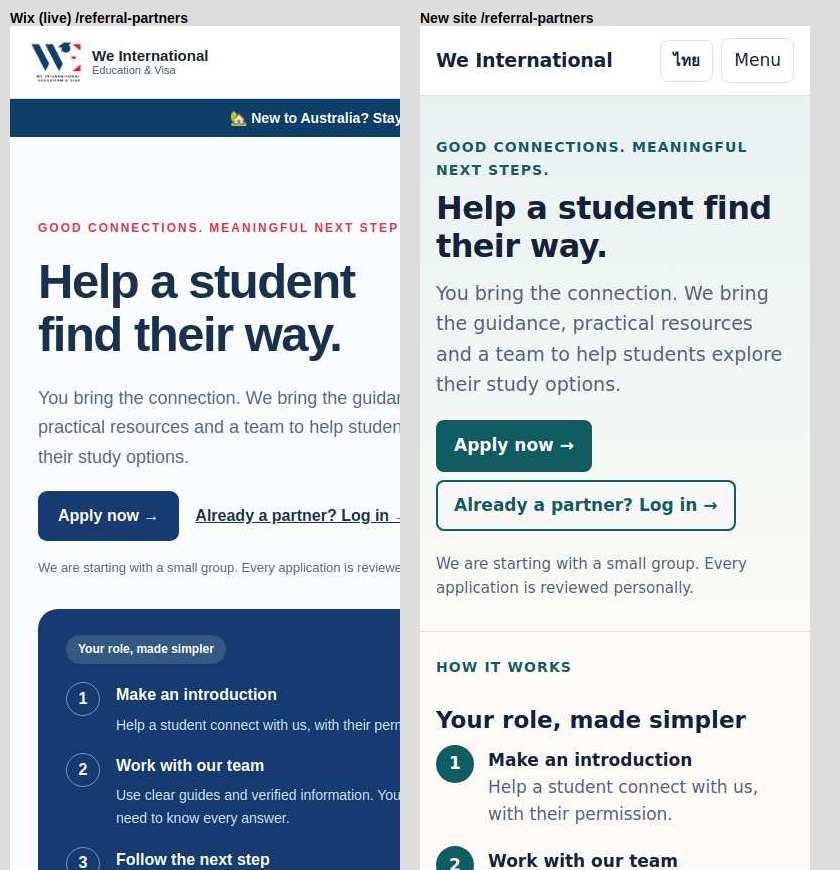 Wix (live) /referral-partners
WE INTERNATIONAL
EDUCATION & VISA
We International
Education & Visa
🏡 New to Australia? Stay
GOOD CONNECTIONS. MEANINGFUL NEXT STEP
Help a student
find their way.
You bring the connection. We bring the guidan
practical resources and a team to help studen
their study options.
Apply now →
Already a partner? Log in →
We are starting with a small group. Every application is reviewe
Your role, made simpler
1
Make an introduction
Help a student connect with us, with their perm
2
Work with our team
Use clear guides and verified information. You
need to know every answer.
3
Follow the next step
New site /referral-partners
We International
ไทย
Menu
GOOD CONNECTIONS. MEANINGFUL
NEXT STEPS.
Help a student find
their way.
You bring the connection. We bring
the guidance, practical resources
and a team to help students explore
their study options.
Apply now →
Already a partner? Log in →
We are starting with a small group. Every
application is reviewed personally.
HOW IT WORKS
Your role, made simpler
1
Make an introduction
Help a student connect with us,
with their permission.
2
Work with our team